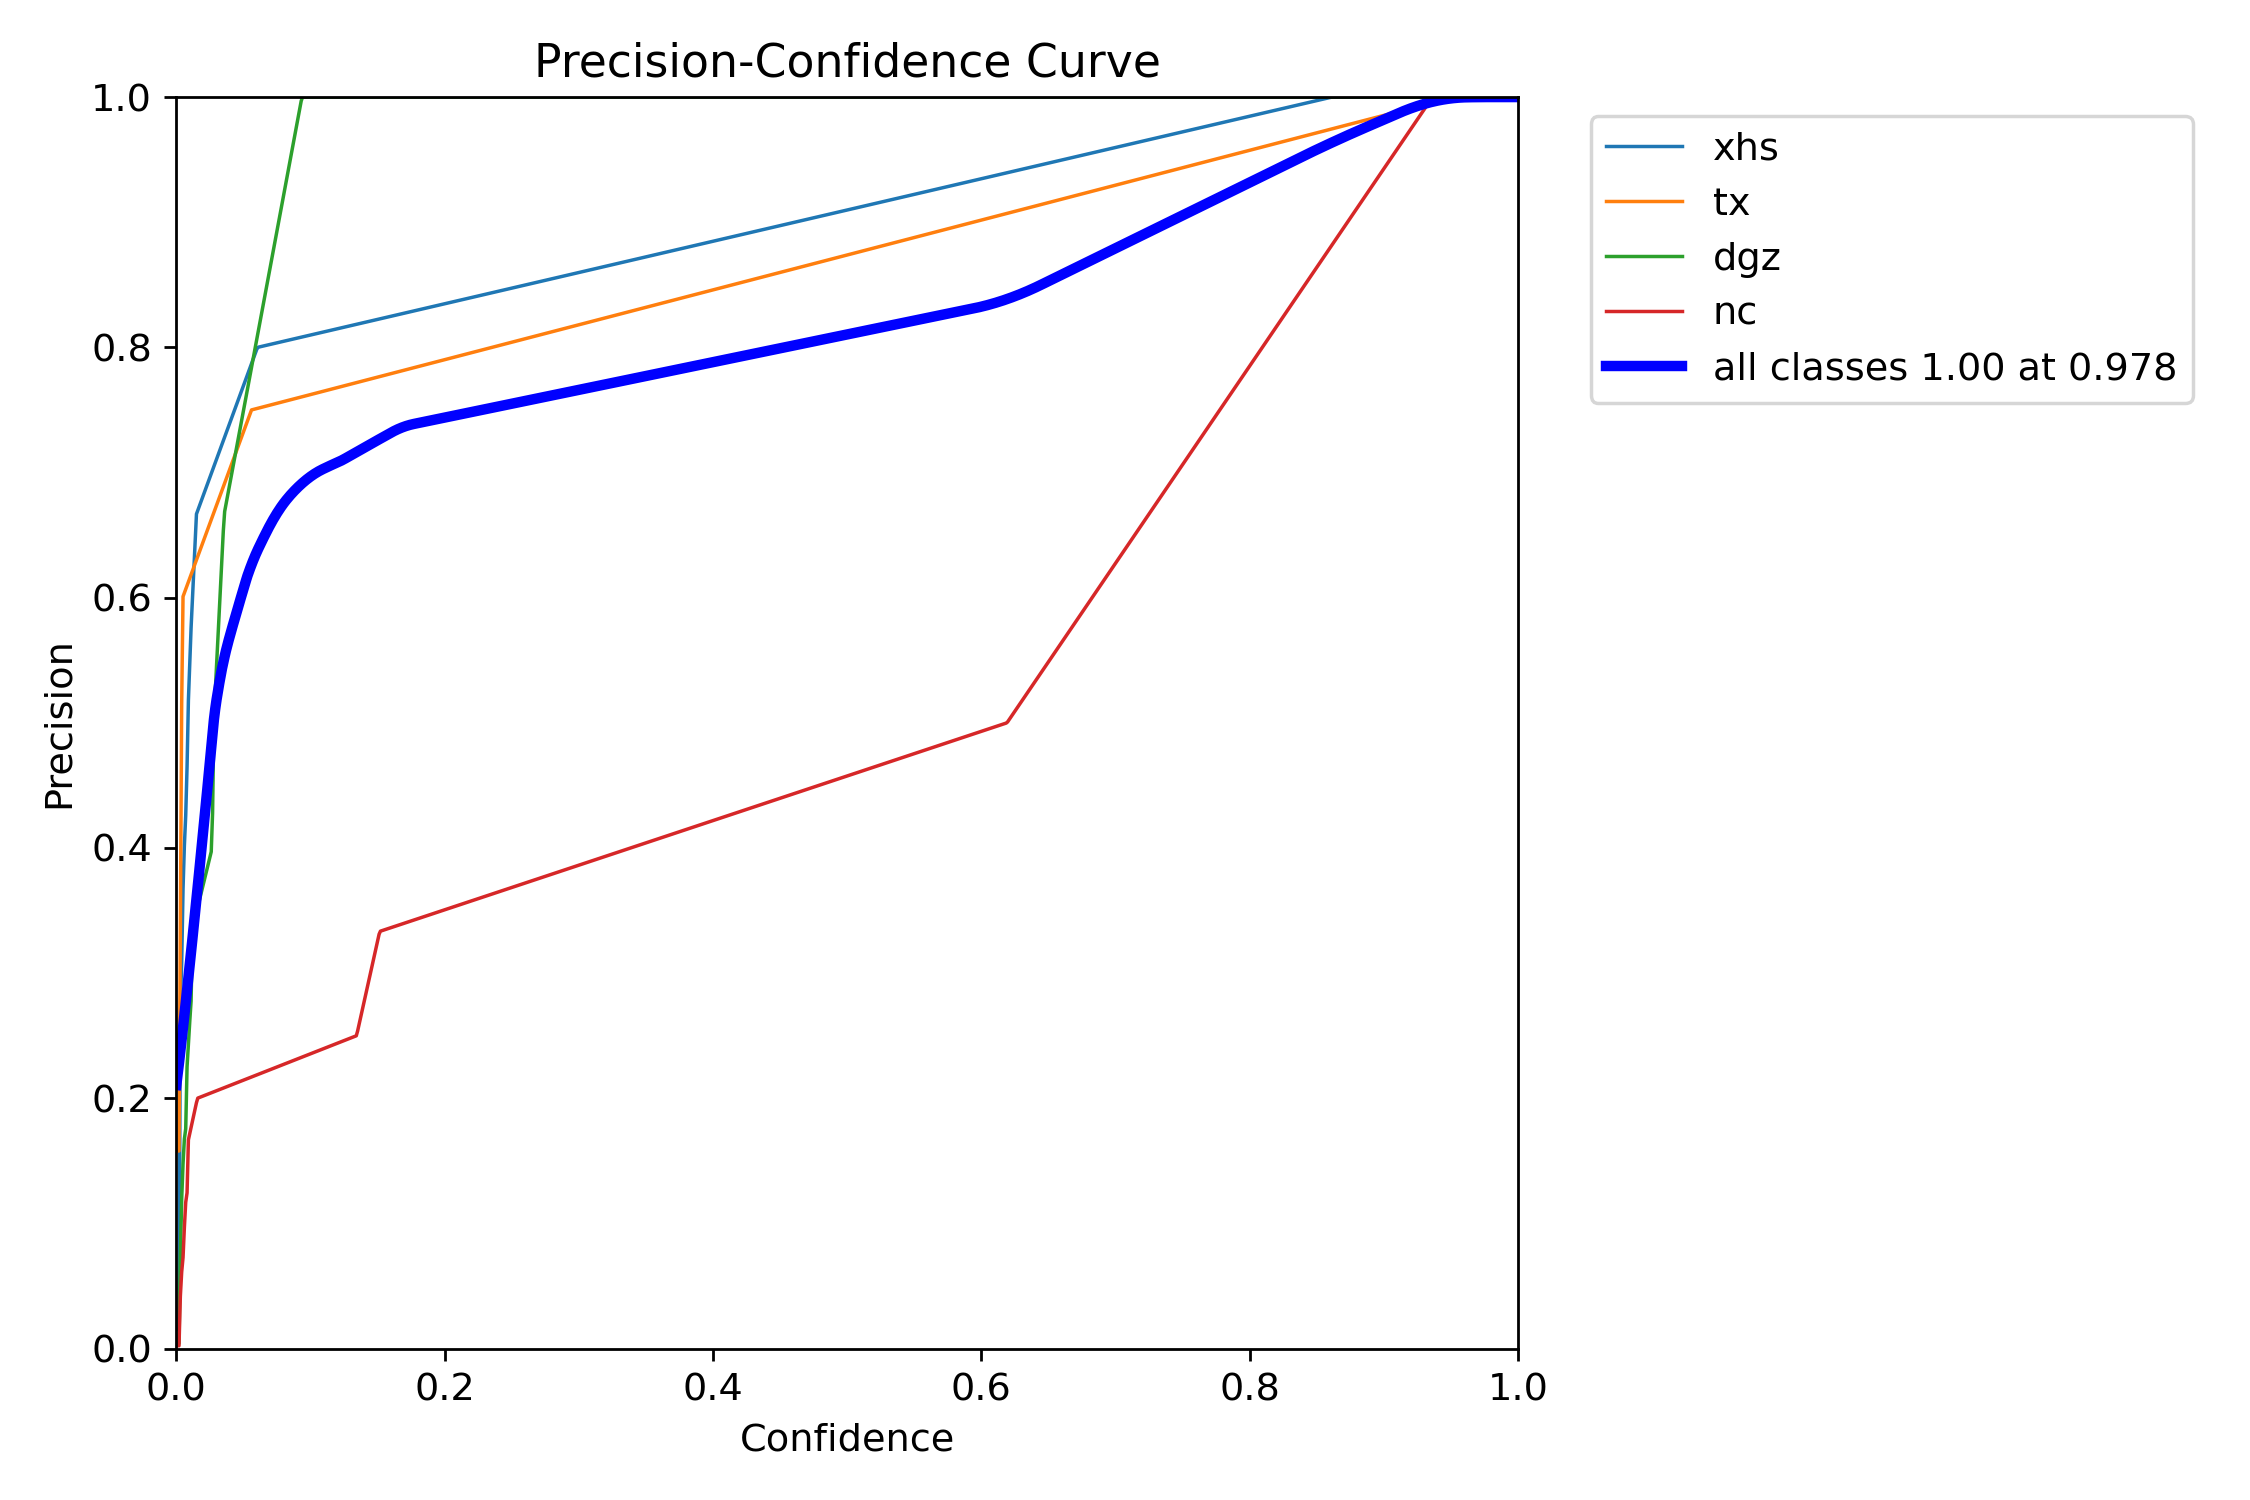 Precision-Confidence Curve
1.0
0.8
0.6
0.4
0.2
0.0
Precision
0.0 0.2 0.4 0.6 0.8 1.0
Confidence
xhs
tx
dgz
nc
all classes 1.00 at 0.978